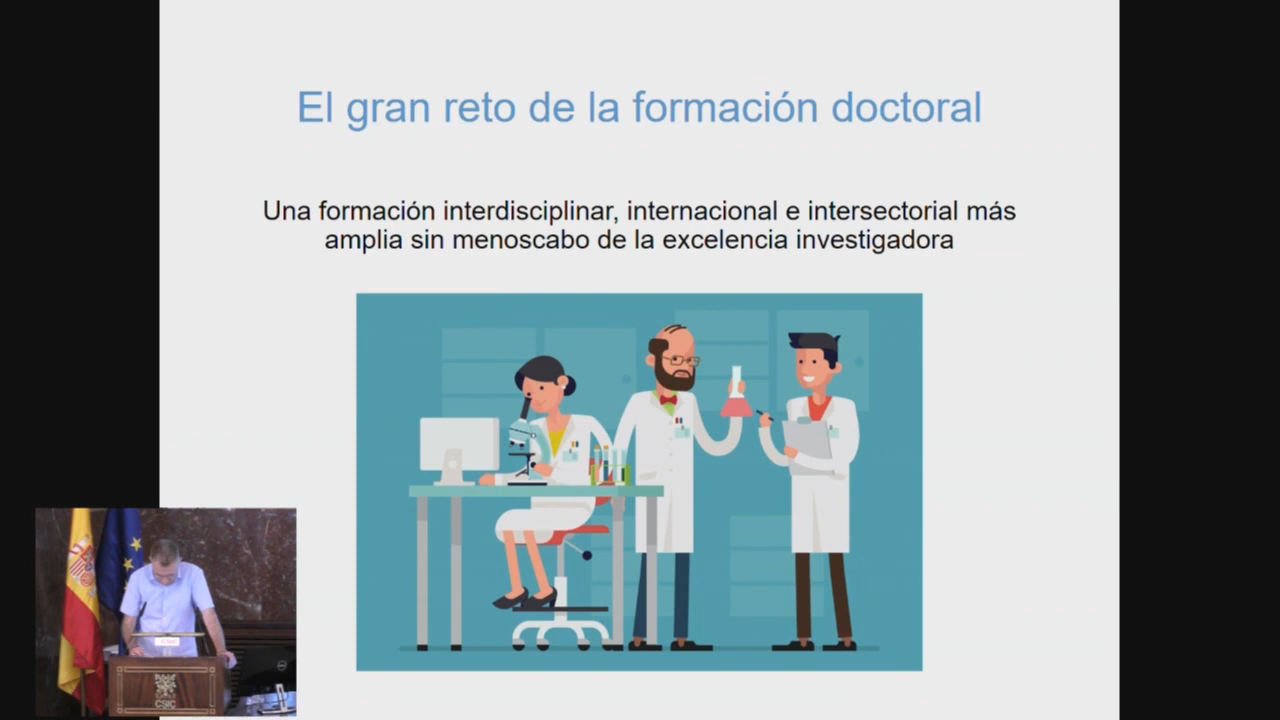 El gran reto de la formación doctoral
Una formación interdisciplinar, internacional e intersectorial más
amplia sin menoscabo de la excelencia investigadora
CSIC